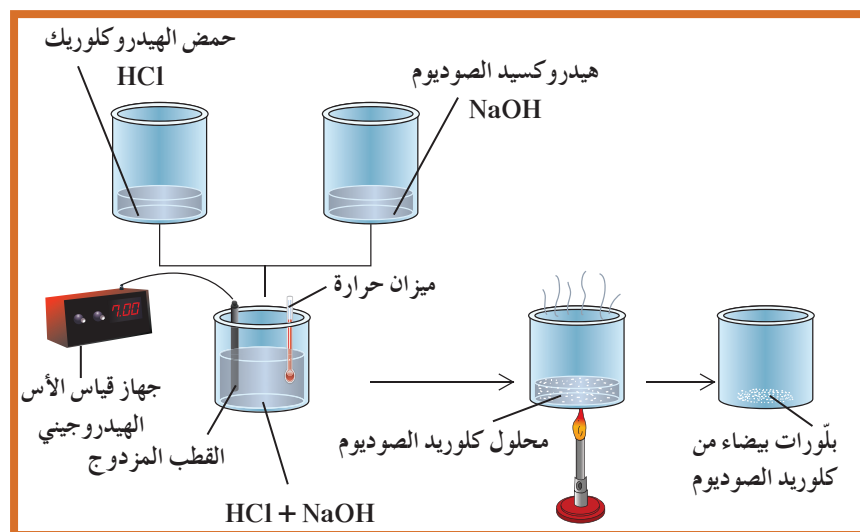 حمض الهيدروكلوريك
HCl
هيدروكسيد الصوديوم
NaOH
ميزان حرارة
7.00
جهاز قياس الأس
الهيدروجيني
القطب المزدوج
HCl + NaOH
محلول كلوريد الصوديوم
بلّورات بيضاء من
كلوريد الصوديوم